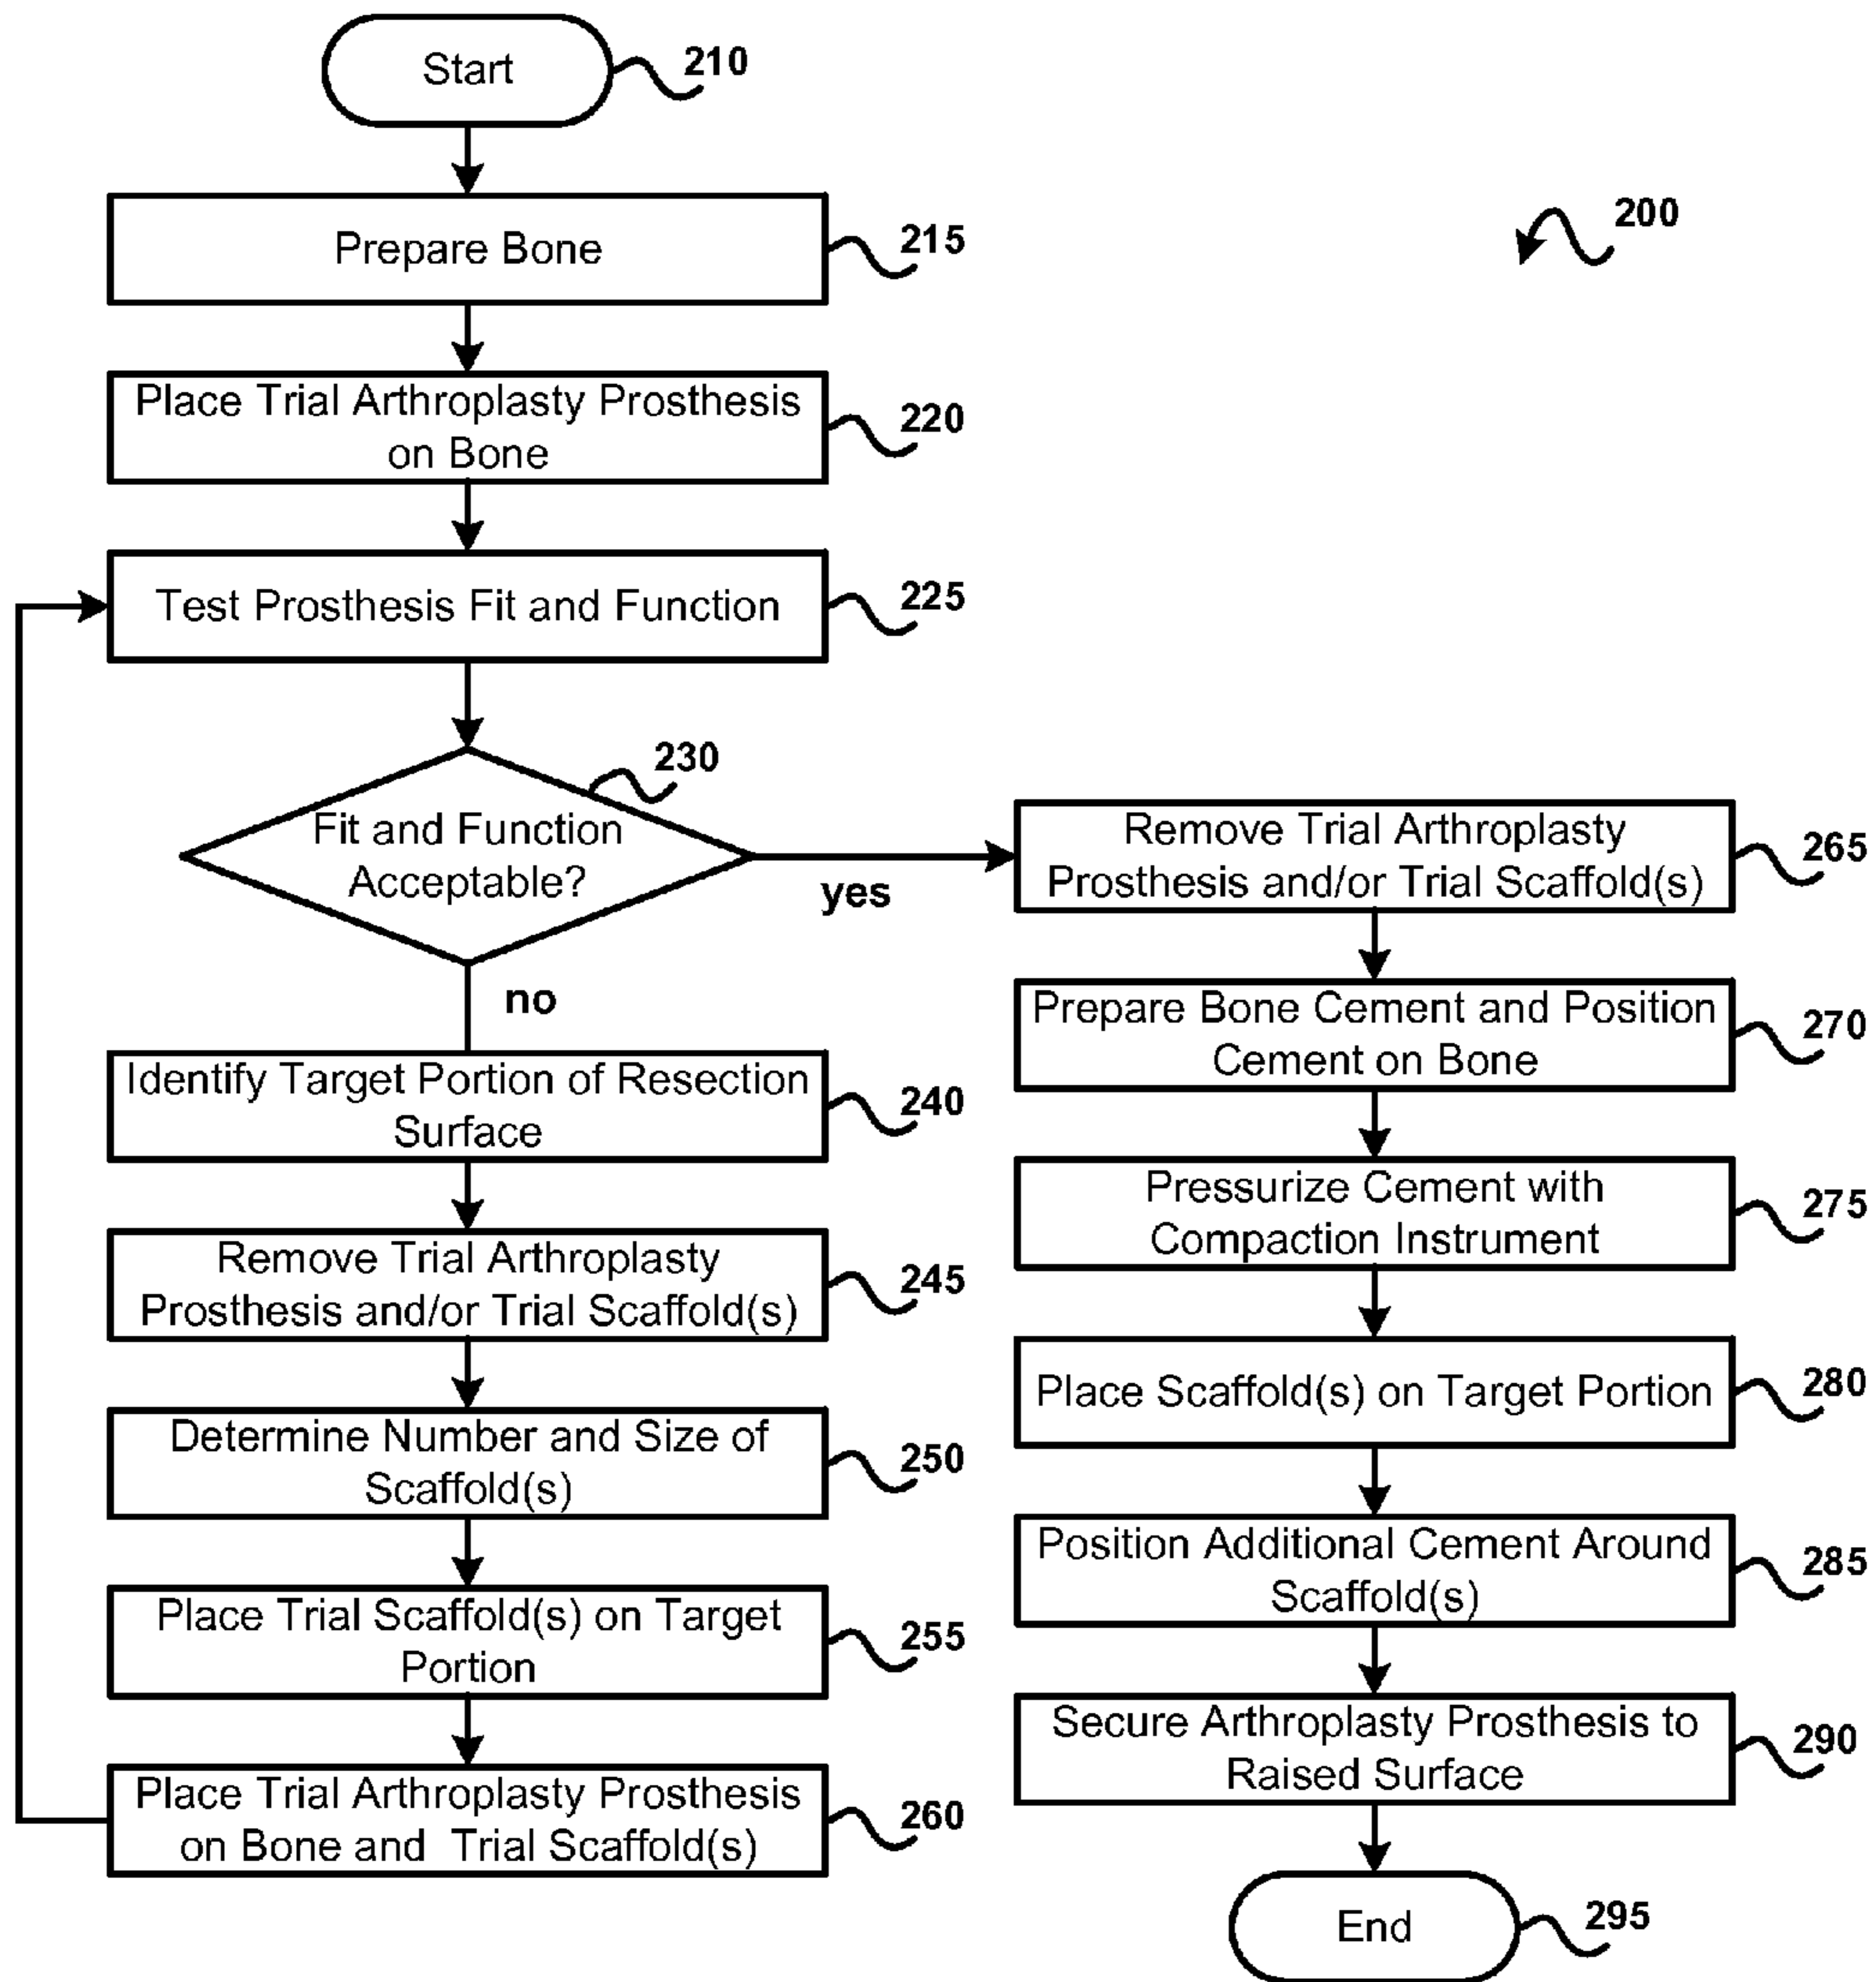 Start
210
Prepare Bone
215
200
Place Trial Arthroplasty Prosthesis
on Bone
220
Test Prosthesis Fit and Function
225
230
Fit and Function
Acceptable?
yes
no
Identify Target Portion of Resection
Surface
240
Remove Trial Arthroplasty
Prosthesis and/or Trial Scaffold(s)
245
Determine Number and Size of
Scaffold(s)
250
Place Trial Scaffold(s) on Target
Portion
255
Place Trial Arthroplasty Prosthesis
on Bone and Trial Scaffold(s)
260
Remove Trial Arthroplasty
Prosthesis and/or Trial Scaffold(s)
265
Prepare Bone Cement and Position
Cement on Bone
270
Pressurize Cement with
Compaction Instrument
275
Place Scaffold(s) on Target Portion
280
Position Additional Cement Around
Scaffold(s)
285
Secure Arthroplasty Prosthesis to
Raised Surface
290
End
295